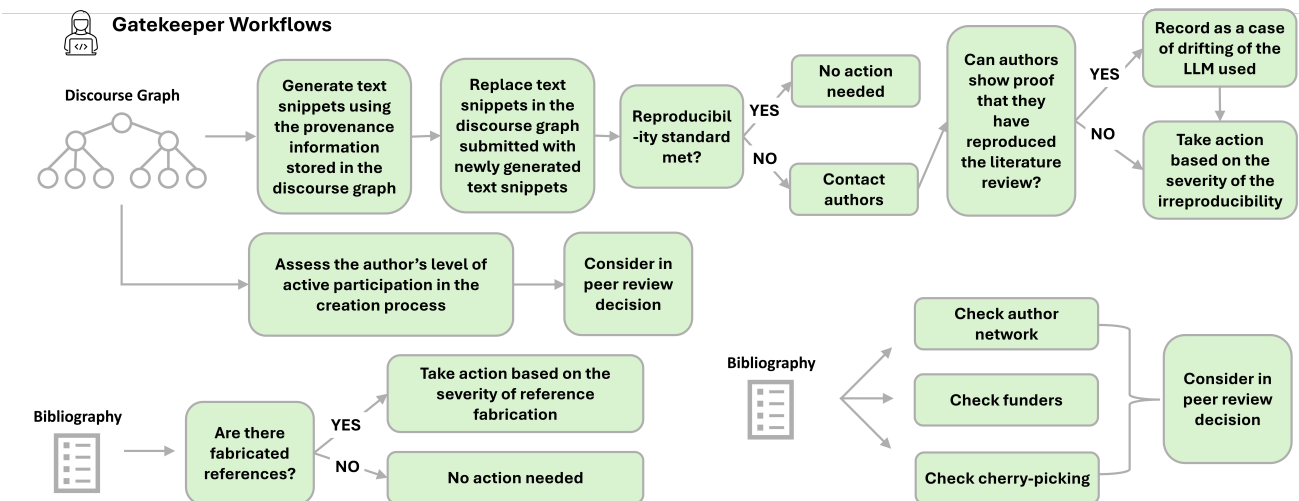 Gatekeeper Workflows
Discourse Graph
Generate text
snippets using
the provenance
information
stored in the
discourse graph
Replace text
snippets in the
discourse graph
submitted with
newly generated
text snippets
Reproducibil
-ity standard
met?
YES
NO
No action
needed
Contact
authors
Can authors
show proof
that they
have
reproduced
the literature
review?
YES
NO
Record as a case
of drifting of the
LLM used
Take action
based on the
severity of the
irreproducibility
Assess the author’s level of
active participation in the
creation process
Consider in
peer review
decision
Bibliography
Are there
fabricated
references?
YES
NO
Take action based on the
severity of reference
fabrication
No action needed
Bibliography
Check author
network
Check funders
Check cherry-picking
Consider in
peer review
decision